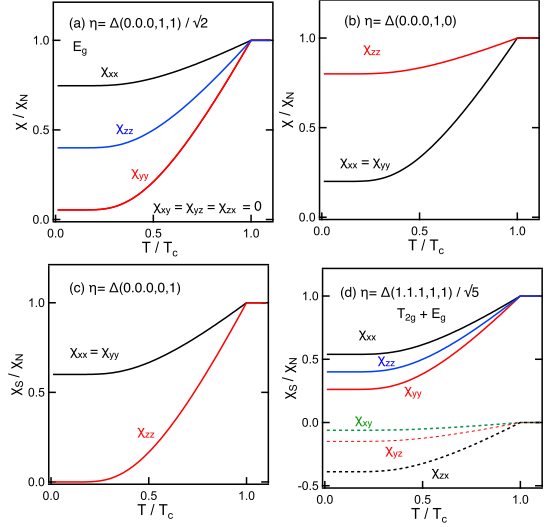 (a) η= Δ(0.0.0,1,1) / √2
E_g
1.0
χ_xx
χ / χ_N
0.5
χ_zz
χ_yy
χ_xy = χ_yz = χ_zx = 0
0.0
0.0 0.5 1.0
T / T_c
(b) η= Δ(0.0.0,1,0)
1.0
χ_zz
χ / χ_N
0.5
χ_xx = χ_yy
0.0
0.0 0.5 1.0
T / T_c
(c) η= Δ(0.0.0,0,1)
1.0
χ_xx = χ_yy
χ_S / χ_N
0.5
χ_zz
0.0
0.0 0.5 1.0
T / T_c
(d) η= Δ(1.1.1,1,1) / √5
T_2g + E_g
1.0
χ_xx
χ_S / χ_N
0.5
χ_zz
χ_yy
χ_xy
0.0
χ_yz
χ_zx
-0.5
0.0 0.5 1.0
T / T_c